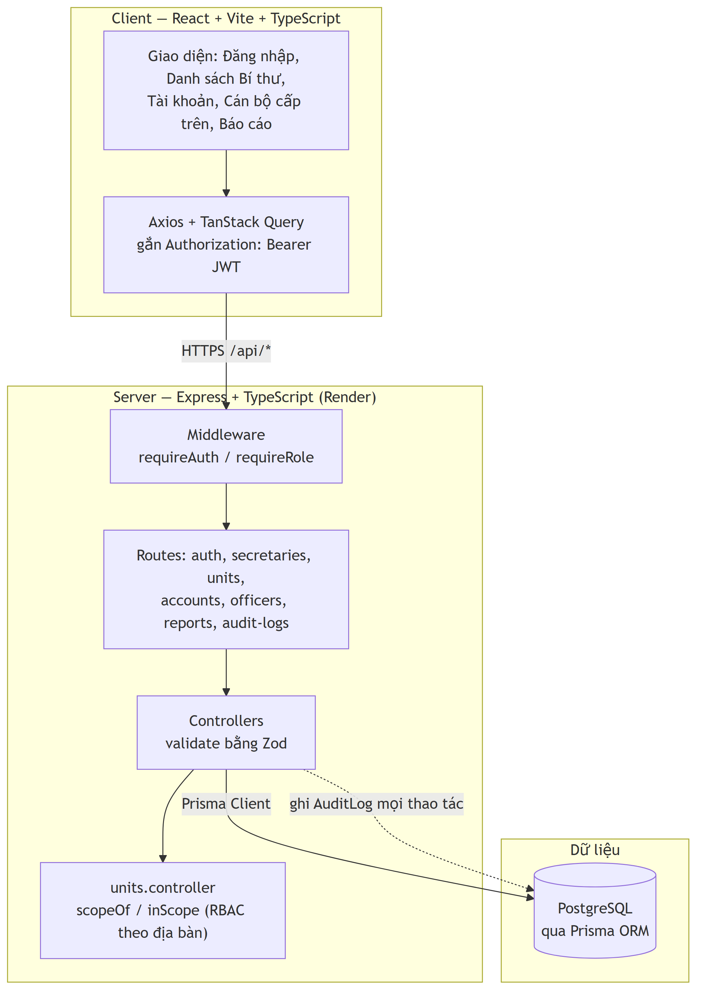 Client — React + Vite + TypeScript
Giao diện: Đăng nhập,
Danh sách Bí thư,
Tài khoản, Cán bộ cấp
trên, Báo cáo
Axios + TanStack Query
gắn Authorization: Bearer
JWT
HTTPS /api/*
Server — Express + TypeScript (Render)
Middleware
requireAuth / requireRole
Routes: auth, secretaries,
units,
accounts, officers,
reports, audit-logs
Controllers
validate bằng Zod
Prisma Client
ghi AuditLog mọi thao tác
units.controller
scopeOf / inScope (RBAC
theo địa bàn)
Dữ liệu
PostgreSQL
qua Prisma ORM